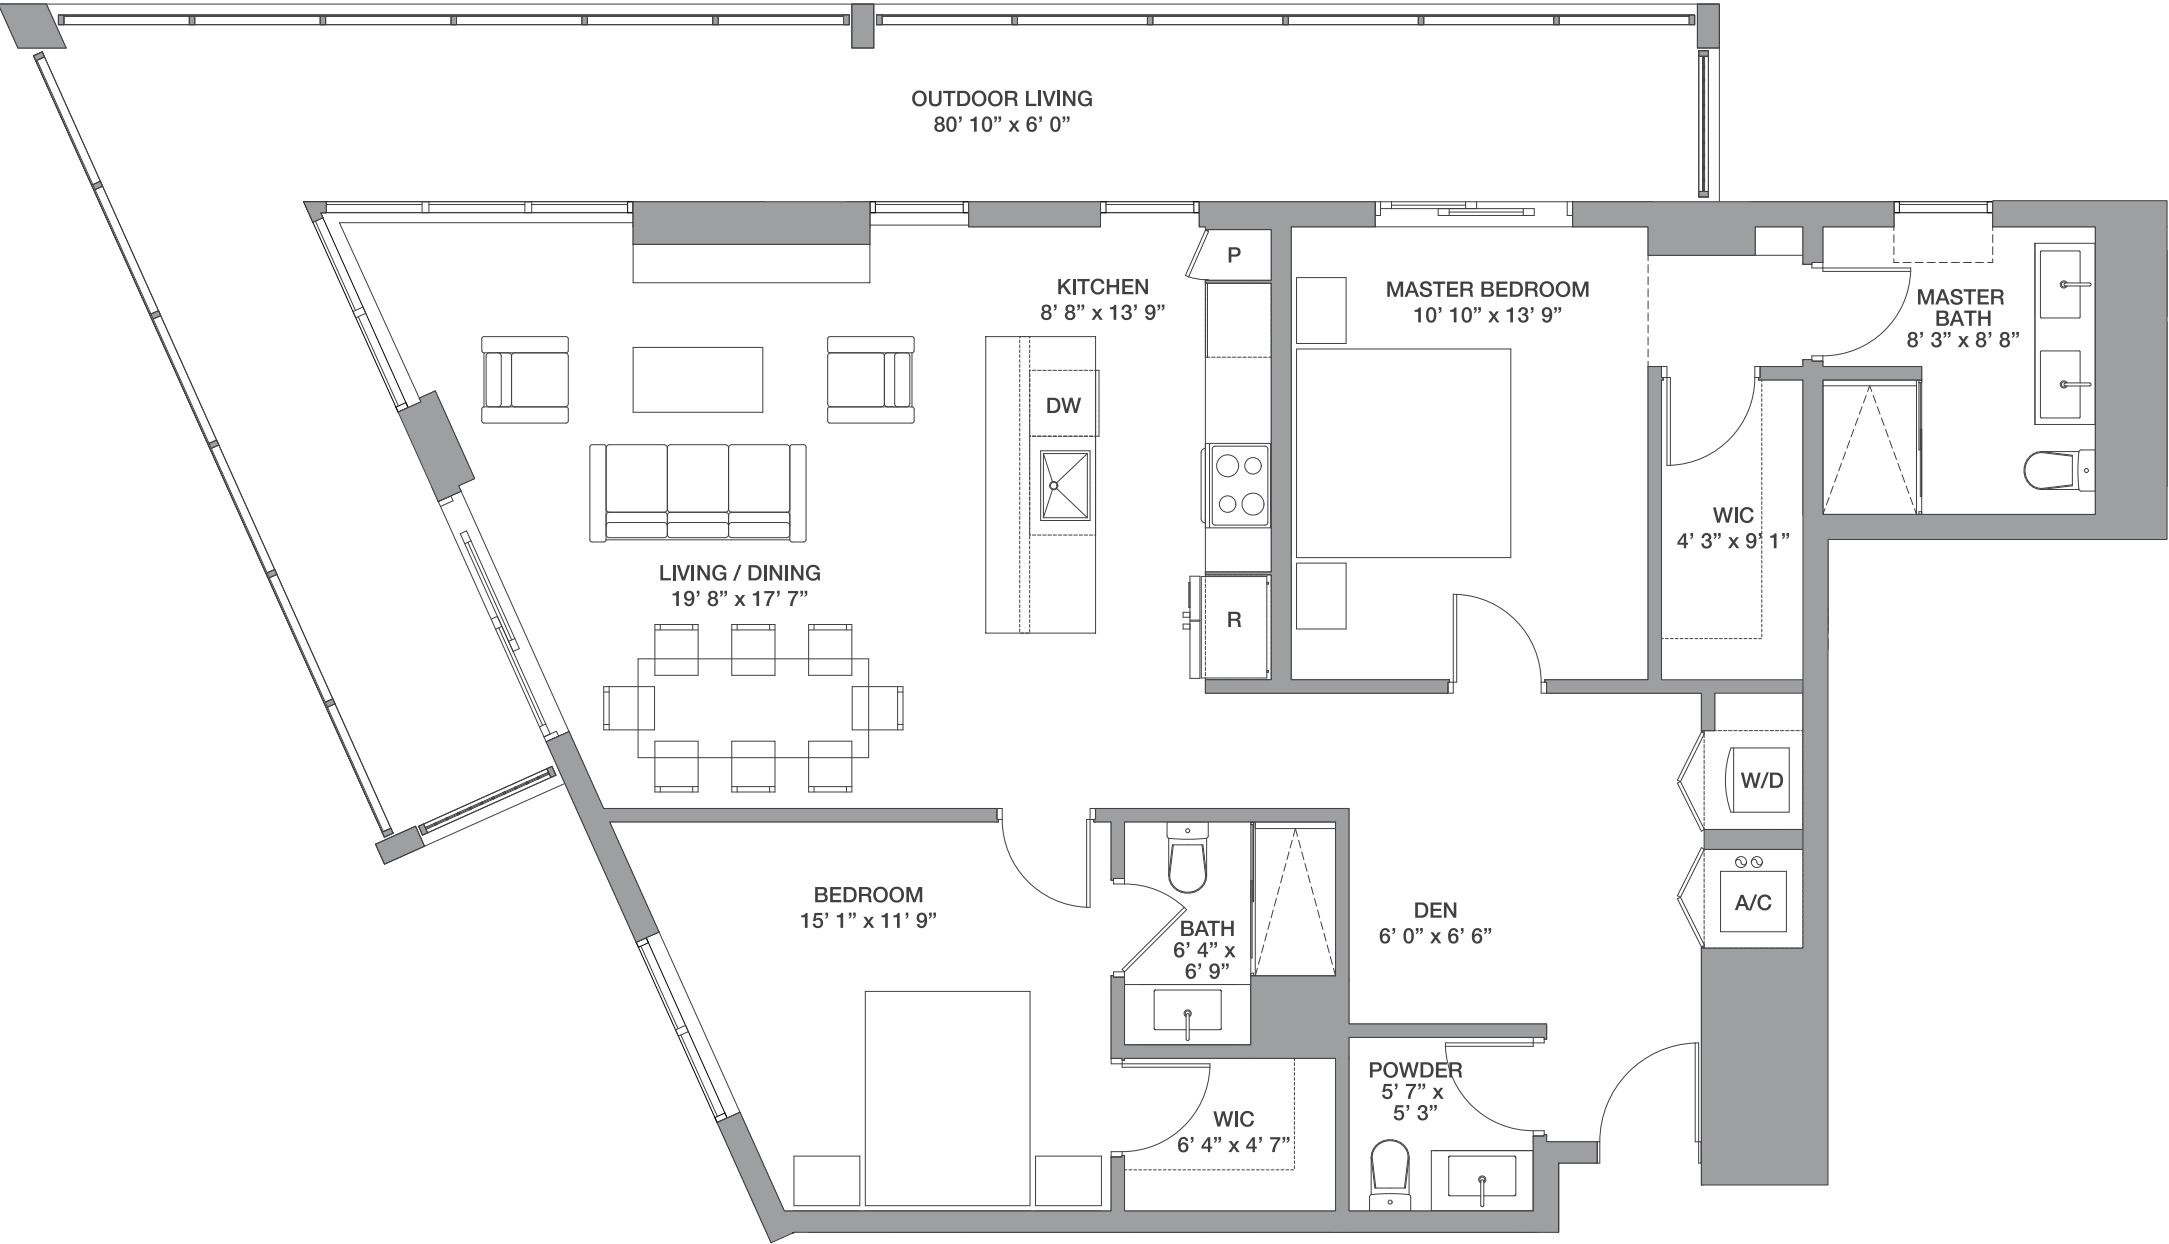 OUTDOOR LIVING
80’ 10” x 6’ 0”
P
KITCHEN
8’ 8” x 13’ 9”
MASTER BEDROOM
10’ 10” x 13’ 9”
MASTER
BATH
8’ 3” x 8’ 8”
DW
WIC
4’ 3” x 9’ 1”
LIVING / DINING
19’ 8” x 17’ 7”
R
W/D
BEDROOM
15’ 1” x 11’ 9”
BATH
6’ 4” x
6’ 9”
DEN
6’ 0” x 6’ 6”
A/C
POWDER
5’ 7” x
5’ 3”
WIC
6’ 4” x 4’ 7”